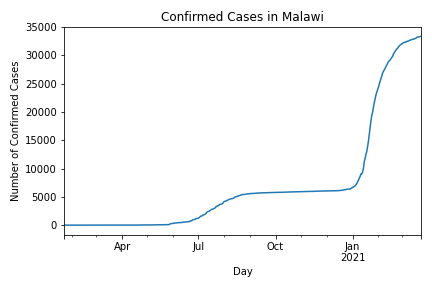 Confirmed Cases in Malawi
Number of Confirmed Cases
35000
30000
25000
20000
15000
10000
5000
0
Apr
Jul
Oct
Jan
2021
Day